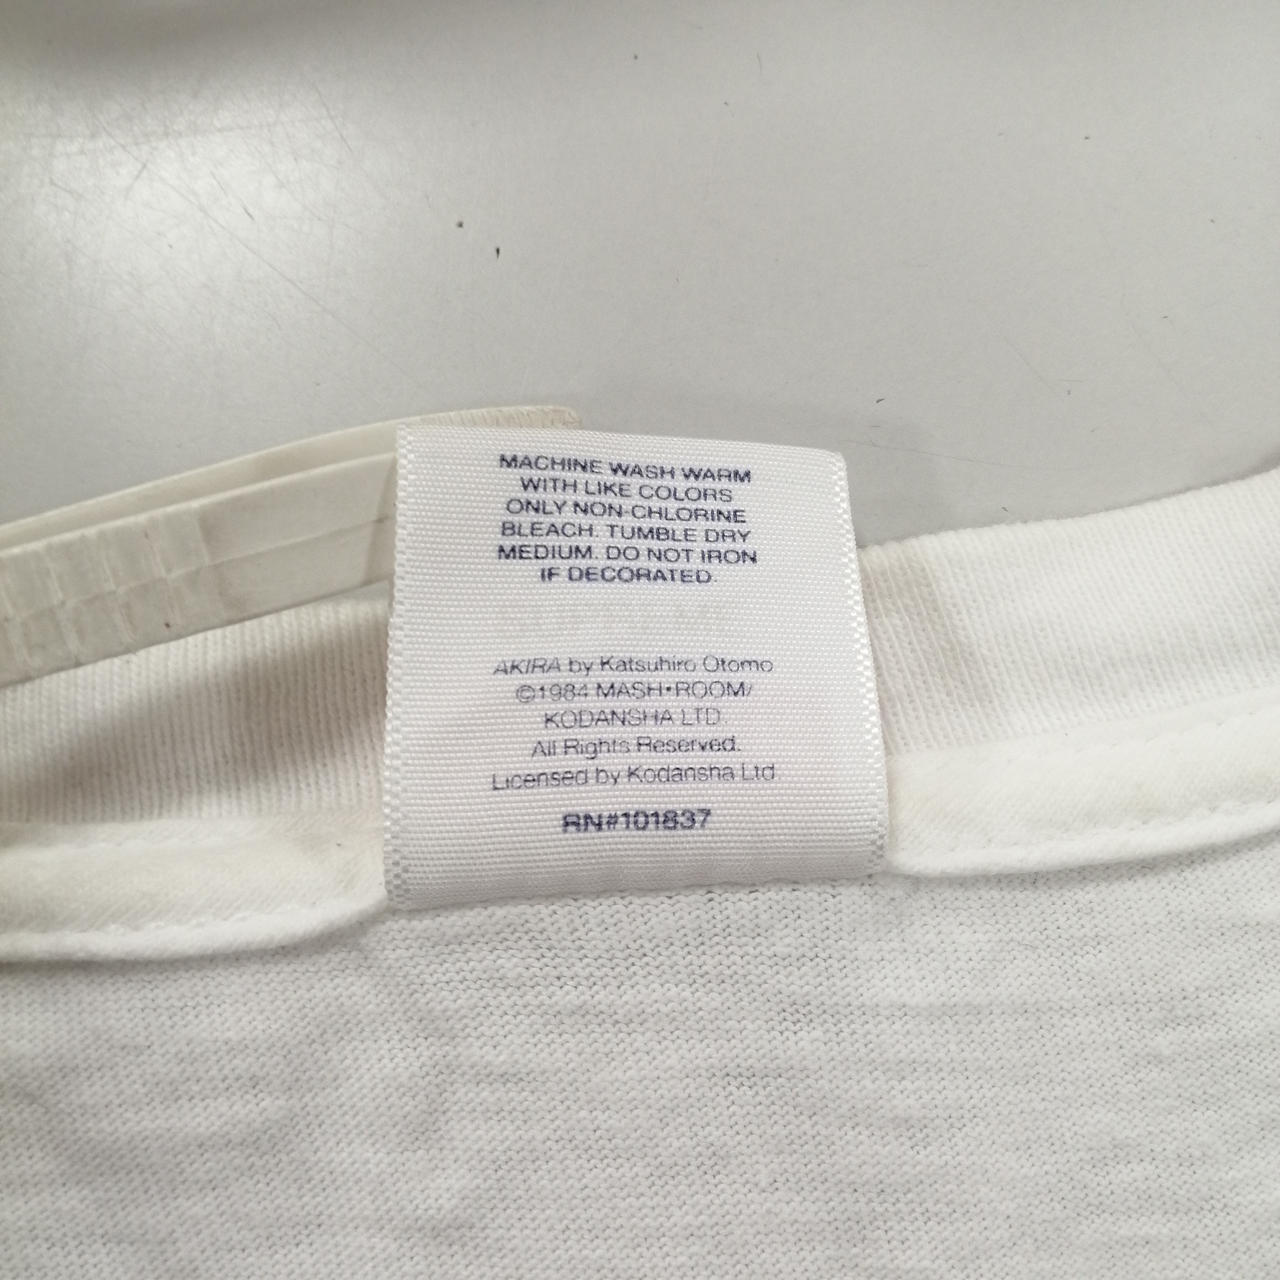 MACHINE WASH WARM
WITH LIKE COLORS
ONLY NON-CHLORINE
BLEACH. TUMBLE DRY
MEDIUM. DO NOT IRON
IF DECORATED.
AKIRA by Katsuhiro Otomo
©1984 MASH•ROOM/
KODANSHA LTD.
All Rights Reserved.
Licensed by Kodansha Ltd
RN#101837